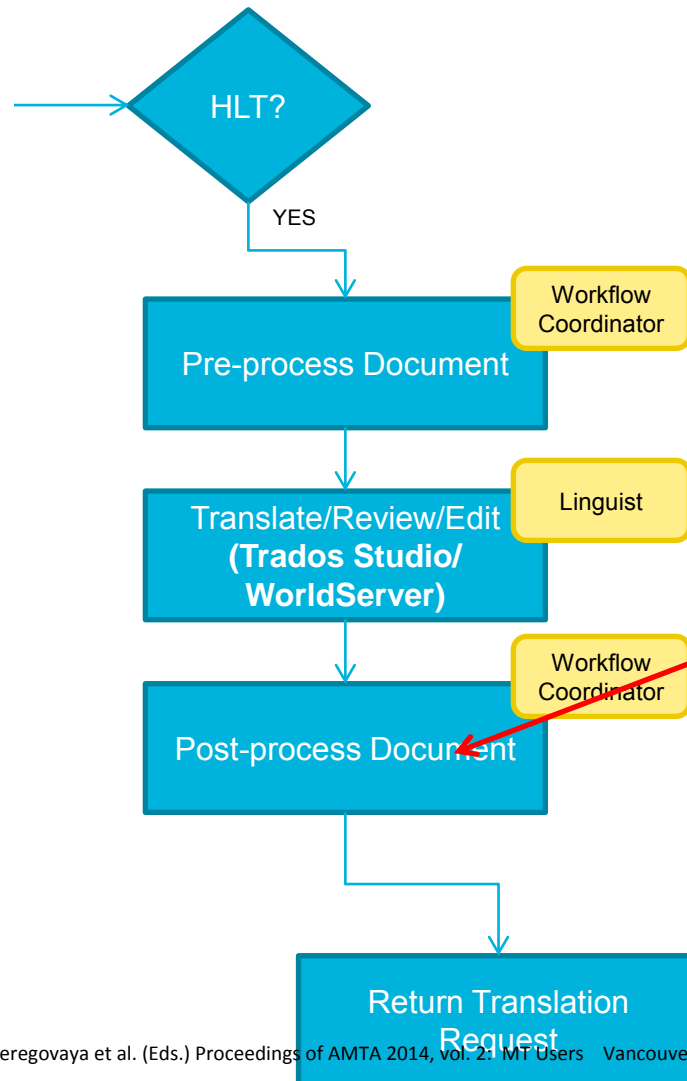 HLT?
YES
Workflow
Coordinator
Pre-process Document
Linguist
Translate/Review/Edit
(Trados Studio/
WorldServer)
Workflow
Coordinator
Post-process Document
Return Translation
Request
eregovaya et al. (Eds.) Proceedings of AMTA 2014, vol. 2: MT Users Vancouve